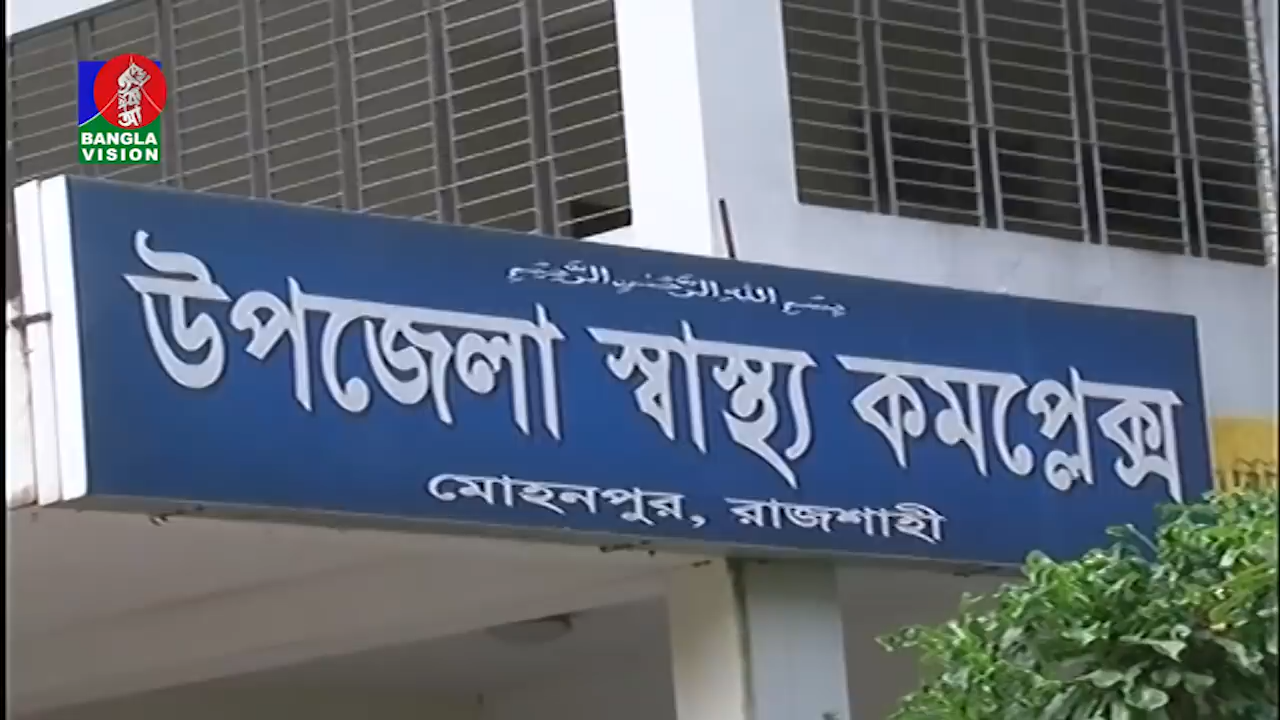 BANGLA
VISION
بسم الله الرحمن الرحيم
উপজেলা স্বাস্থ্য কমপ্লেক্স
মোহনপুর, রাজশাহী